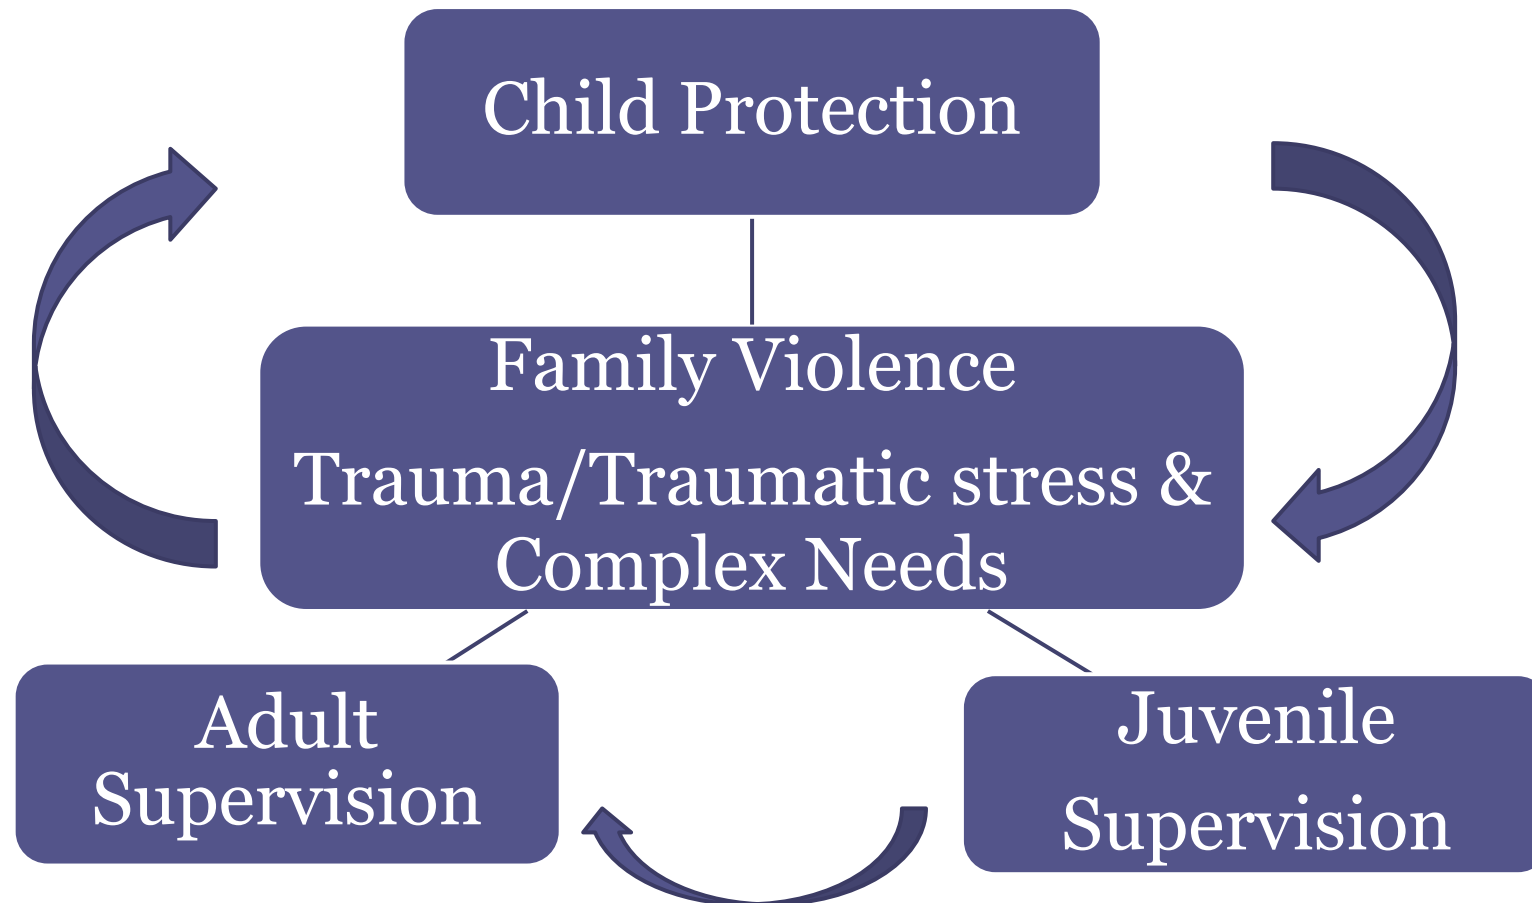 Child Protection
Family Violence
Trauma/Traumatic stress &
Complex Needs
Adult
Supervision
Juvenile
Supervision